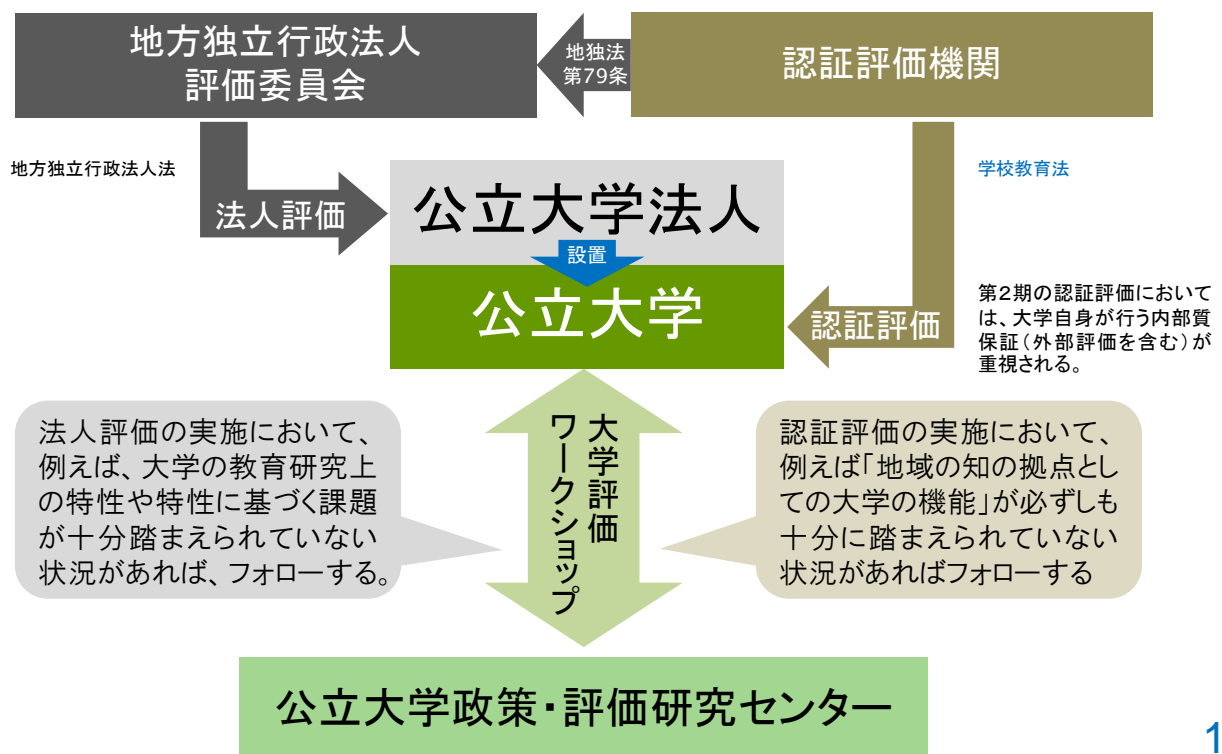 地方独立行政法人
評価委員会
地独法
第79条
認証評価機関
地方独立行政法人法
学校教育法
法人評価
公立大学法人
設置
公立大学
認証評価
第2期の認証評価において
は、大学自身が行う内部質
保証(外部評価を含む)が
重視される。
法人評価の実施において、
例えば、大学の教育研究上
の特性や特性に基づく課題
が十分踏まえられていない
状況があれば、フォローする。
大学評価
ワークショップ
認証評価の実施において、
例えば「地域の知の拠点とし
ての大学の機能」が必ずしも
十分に踏まえられていない
状況があればフォローする
公立大学政策・評価研究センター
1